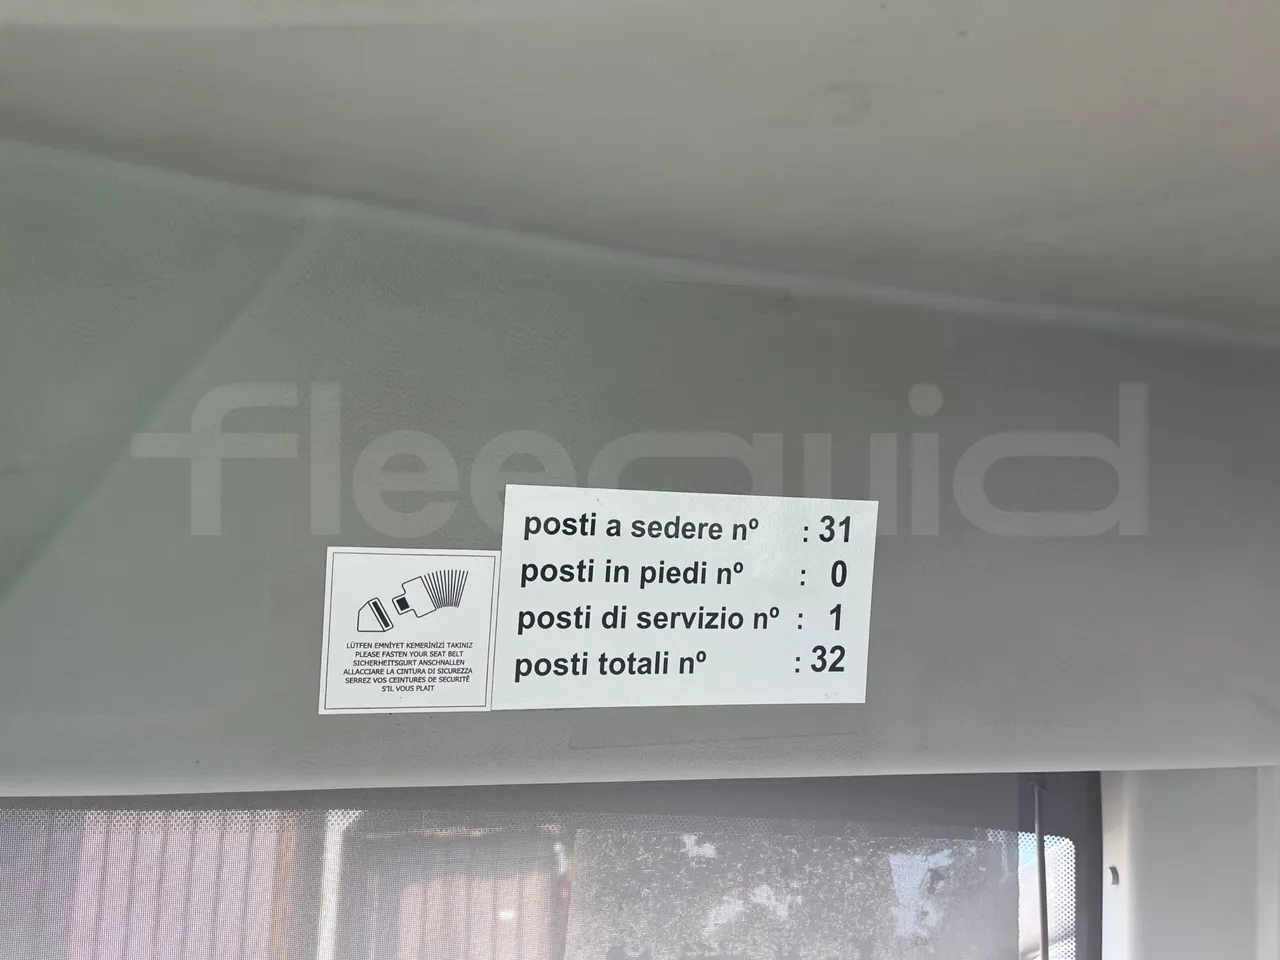 fleequid
posti a sedere nº : 31
posti in piedi nº : 0
posti di servizio nº : 1
posti totali nº : 32
LÜTFEN EMNİYET KEMERİNİZİ TAKINIZ
PLEASE FASTEN YOUR SEAT BELT
SICHERHEITSGURT ANSCHNALLEN
ALLACCIARE LA CINTURA DI SICUREZZA
SERREZ VOS CEINTURES DE SECURITÊ
S'IL VOUS PLAIT